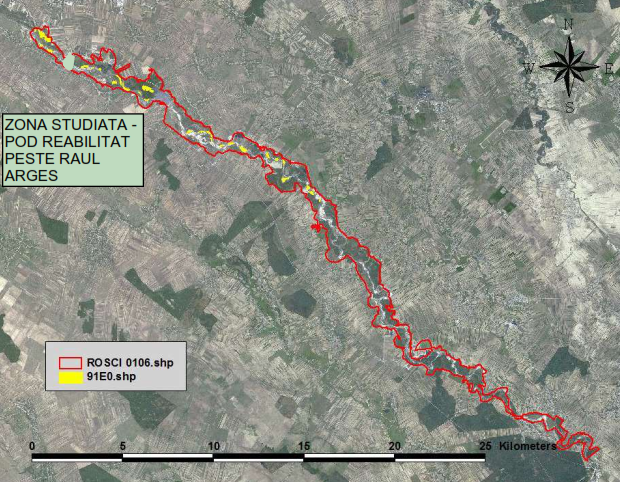 N
W E
S
ZONA STUDIATA -
POD REABILITAT
PESTE RAUL
ARGES
ROSCI 0106.shp
91E0.shp
0 5 10 15 20 25 Kilometers